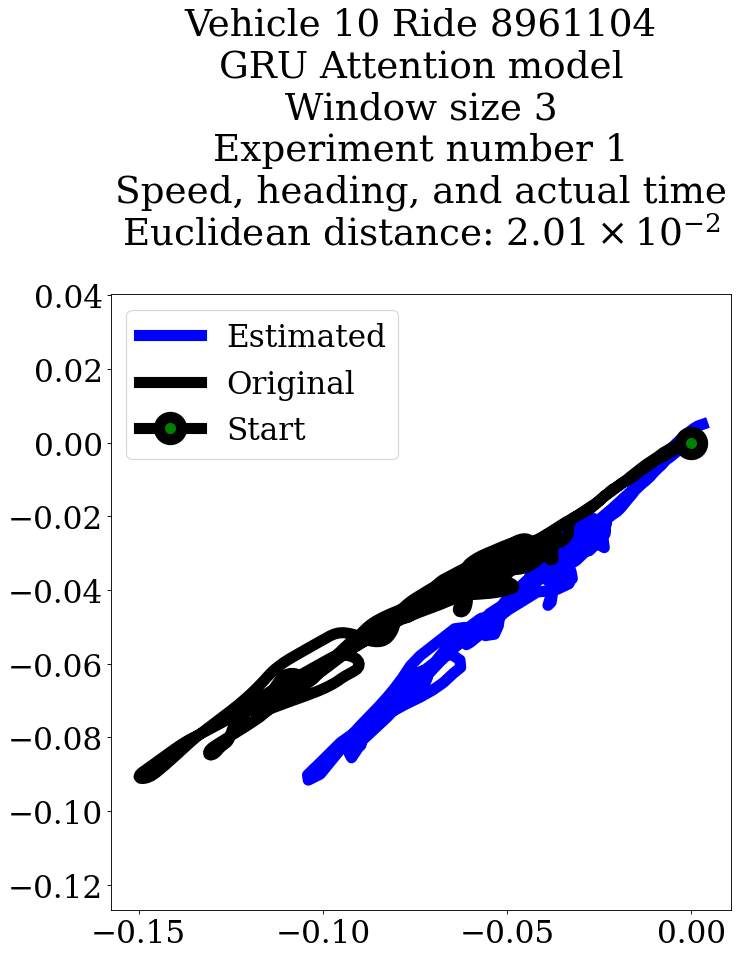 Vehicle 10 Ride 8961104
GRU Attention model
Window size 3
Experiment number 1
Speed, heading, and actual time
Euclidean distance: 2.01 × 10⁻²
0.04
0.02
0.00
−0.02
−0.04
−0.06
−0.08
−0.10
−0.12
Estimated
Original
Start
−0.15 −0.10 −0.05 0.00